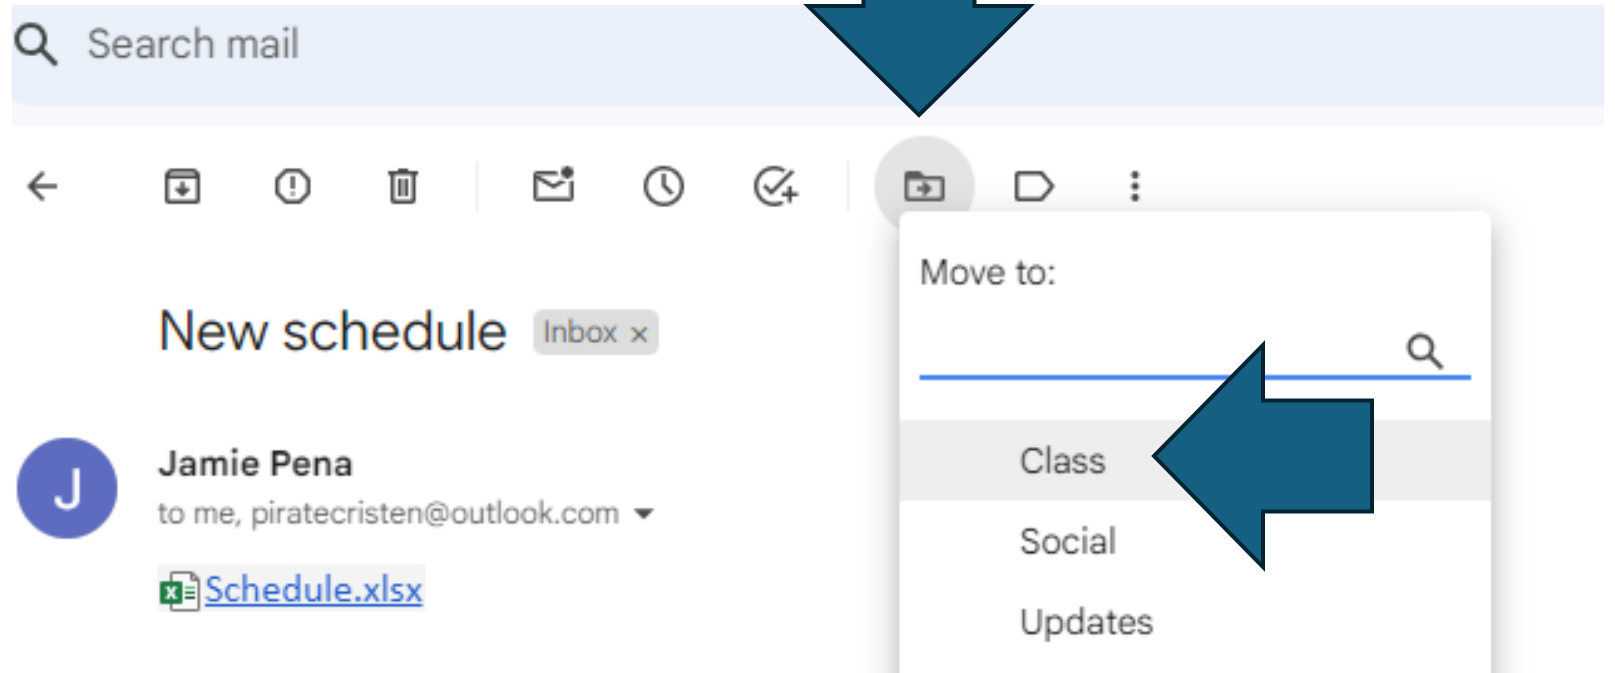 Search mail
Move to:
New schedule Inbox ×
Class
Jamie Pena
J
to me, piratecristen@outlook.com
Social
Schedule.xlsx
Updates